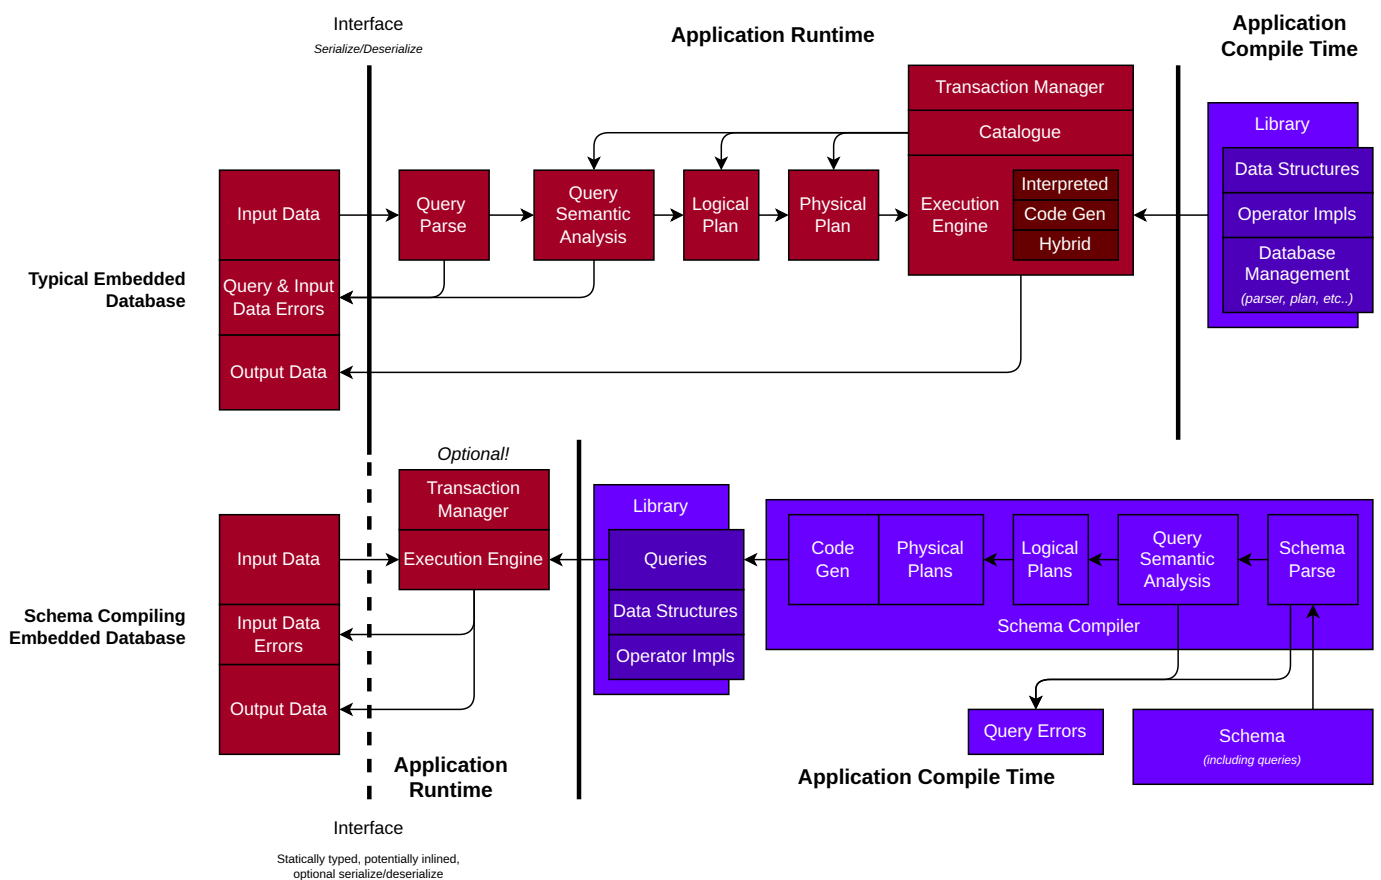 Interface
Serialize/Deserialize
Application Runtime
Application
Compile Time
Transaction Manager
Catalogue
Library
Input Data
Query
Parse
Query
Semantic
Analysis
Logical
Plan
Physical
Plan
Execution
Engine
Interpreted
Code Gen
Hybrid
Data Structures
Operator Impls
Database
Management
(parser, plan, etc..)
Typical Embedded
Database
Query & Input
Data Errors
Output Data
Optional!
Transaction
Manager
Execution Engine
Library
Queries
Data Structures
Operator Impls
Code
Gen
Physical
Plans
Logical
Plans
Query
Semantic
Analysis
Schema
Parse
Schema Compiler
Input Data
Schema Compiling
Embedded Database
Input Data
Errors
Output Data
Query Errors
Schema
(including queries)
Application
Runtime
Application Compile Time
Interface
Statically typed, potentially inlined,
optional serialize/deserialize